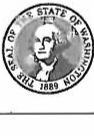 THE SEAL OF THE STATE OF WASHINGTON
1889